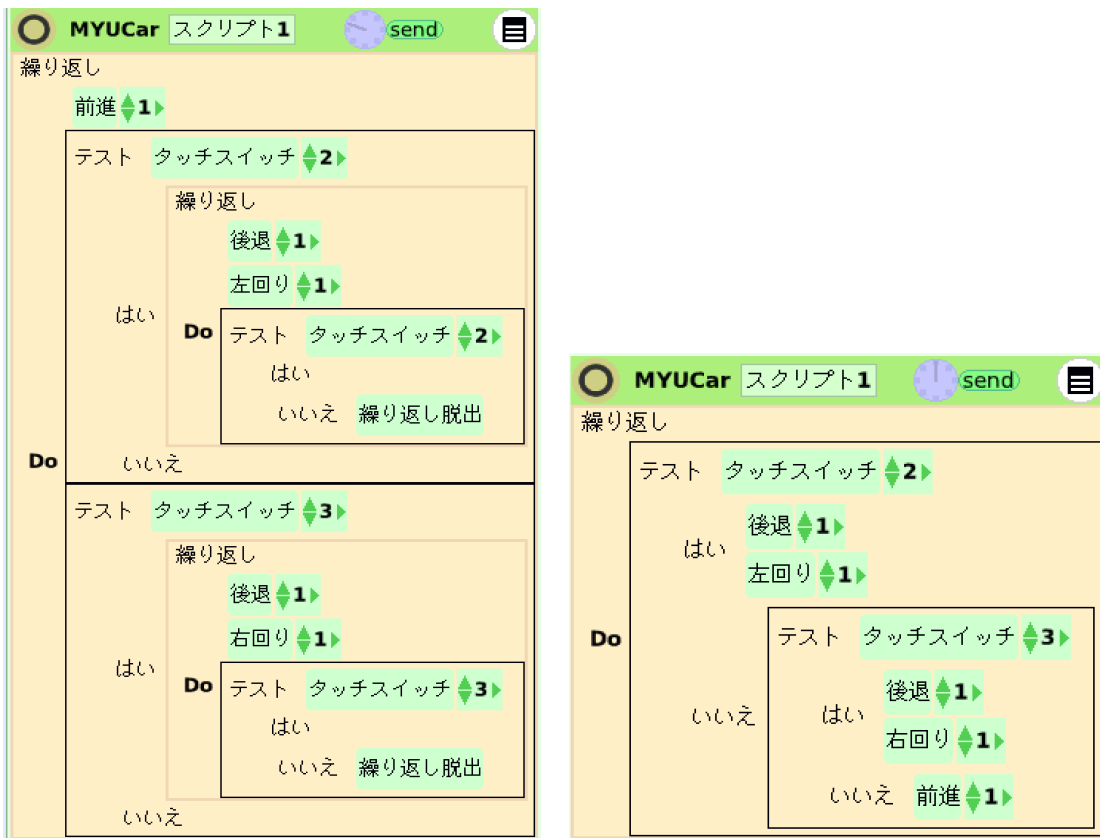 MYUCar スクリプト1 send
繰り返し
前進 1
テスト タッチスイッチ 2
繰り返し
後退 1
左回り 1
はい
Do テスト タッチスイッチ 2
はい
いいえ 繰り返し脱出
Do いいえ
テスト タッチスイッチ 3
繰り返し
後退 1
右回り 1
はい
Do テスト タッチスイッチ 3
はい
いいえ 繰り返し脱出
いいえ
MYUCar スクリプト1 send
繰り返し
テスト タッチスイッチ 2
後退 1
はい
左回り 1
Do テスト タッチスイッチ 3
後退 1
いいえ はい
右回り 1
いいえ 前進 1